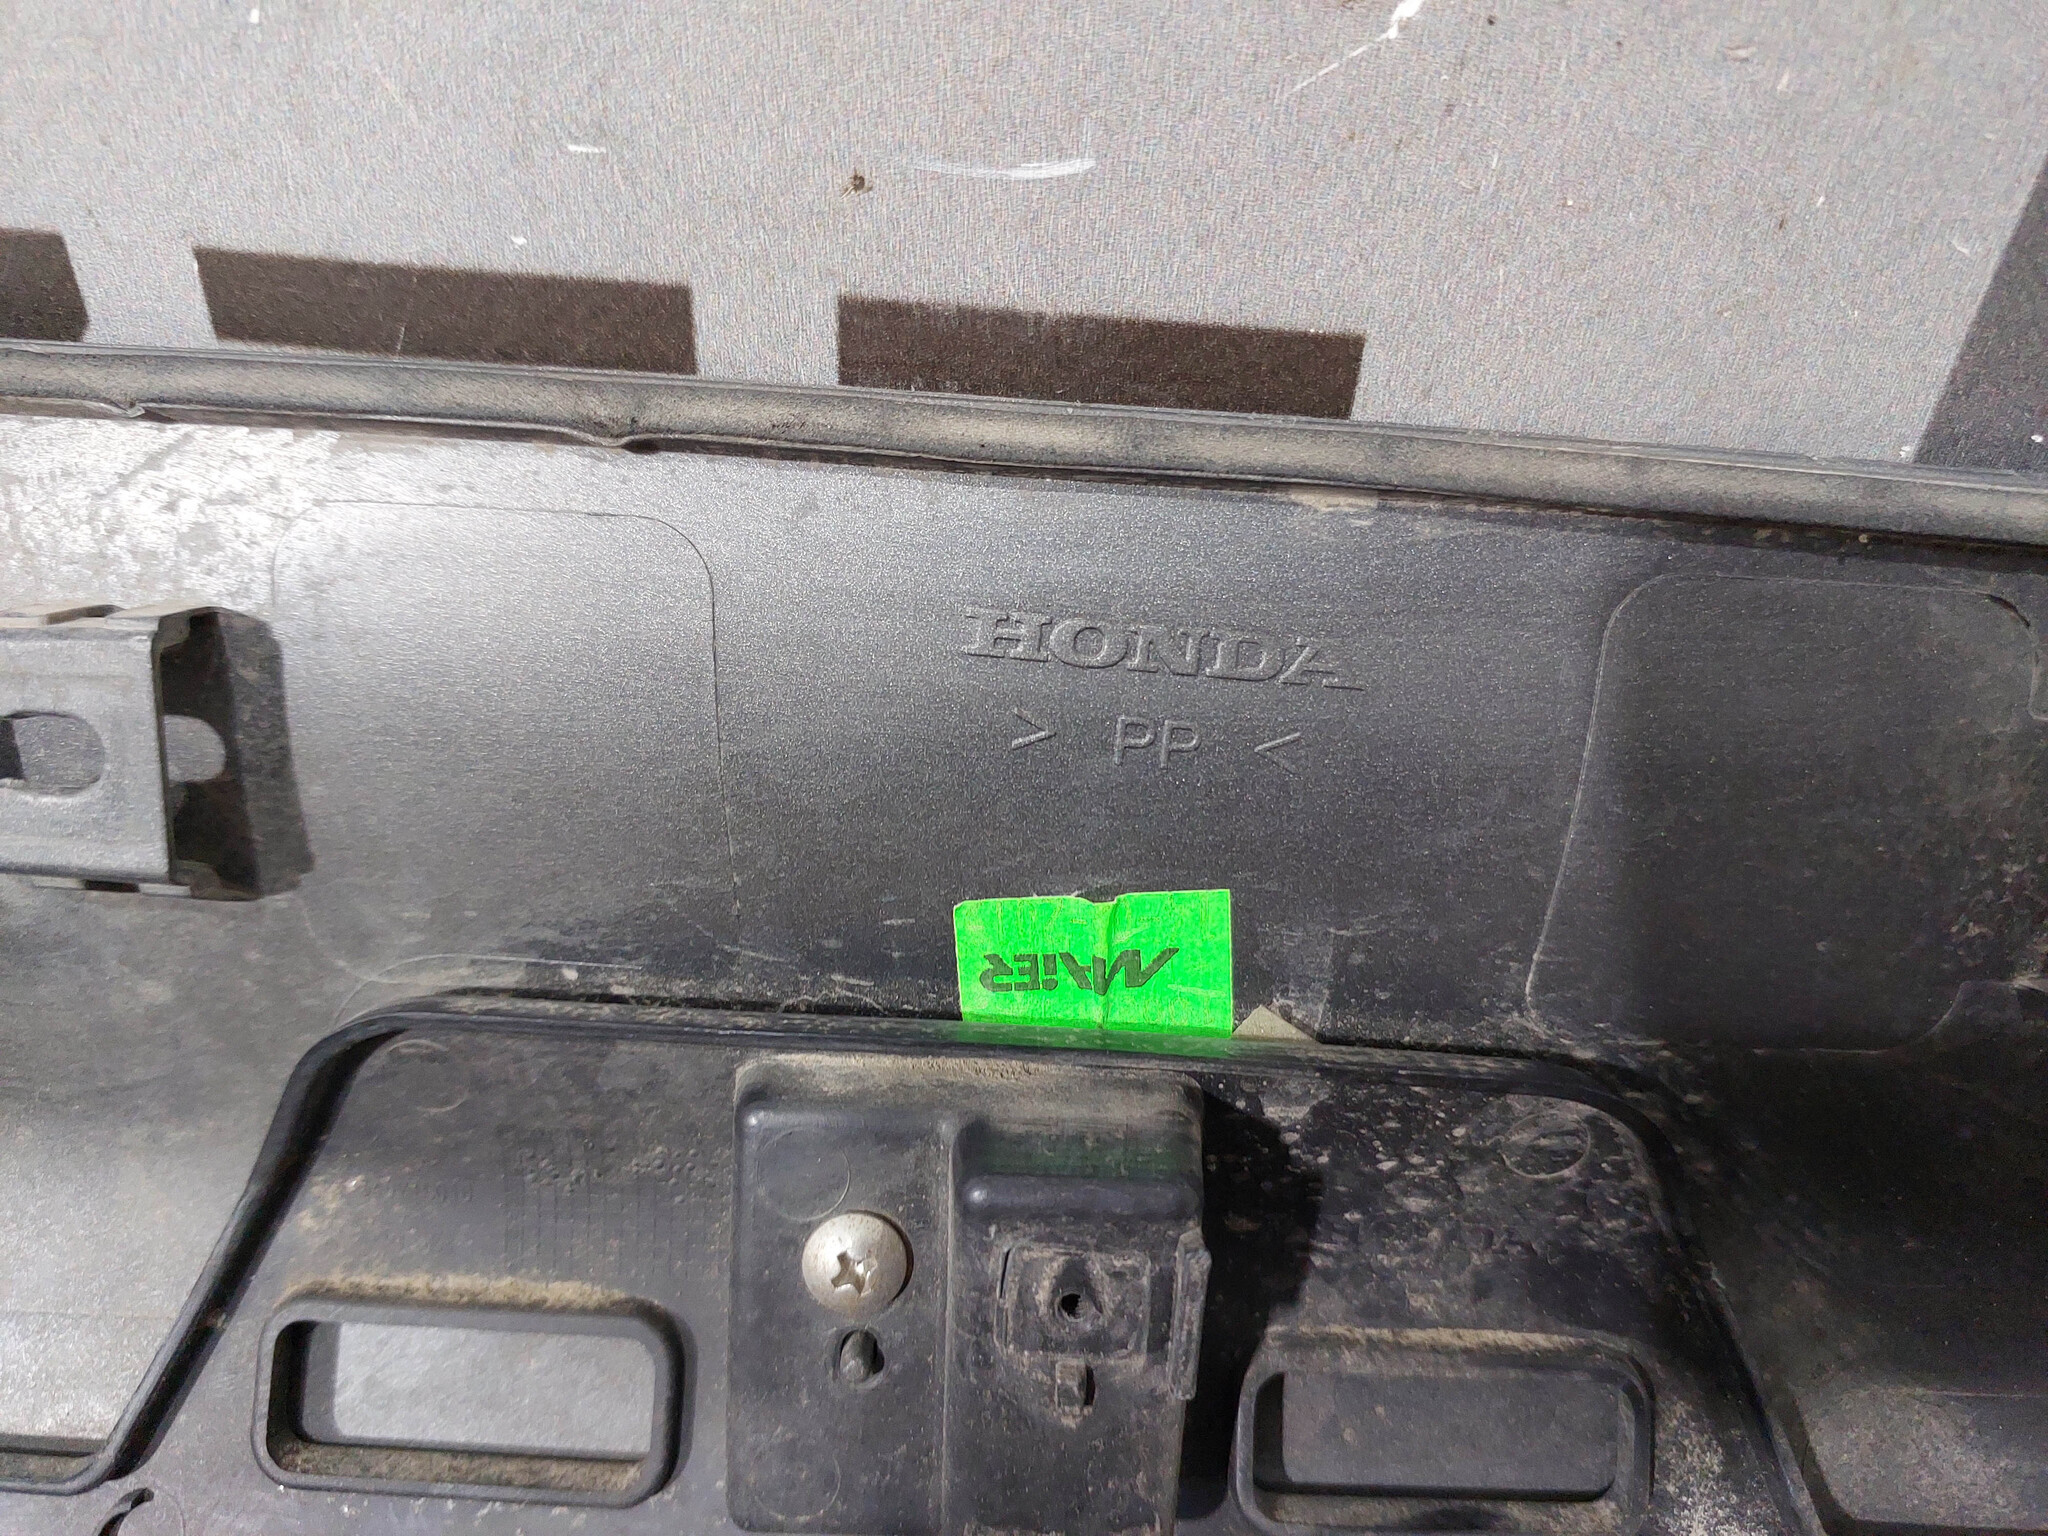 HONDA
> PP <
MAIER